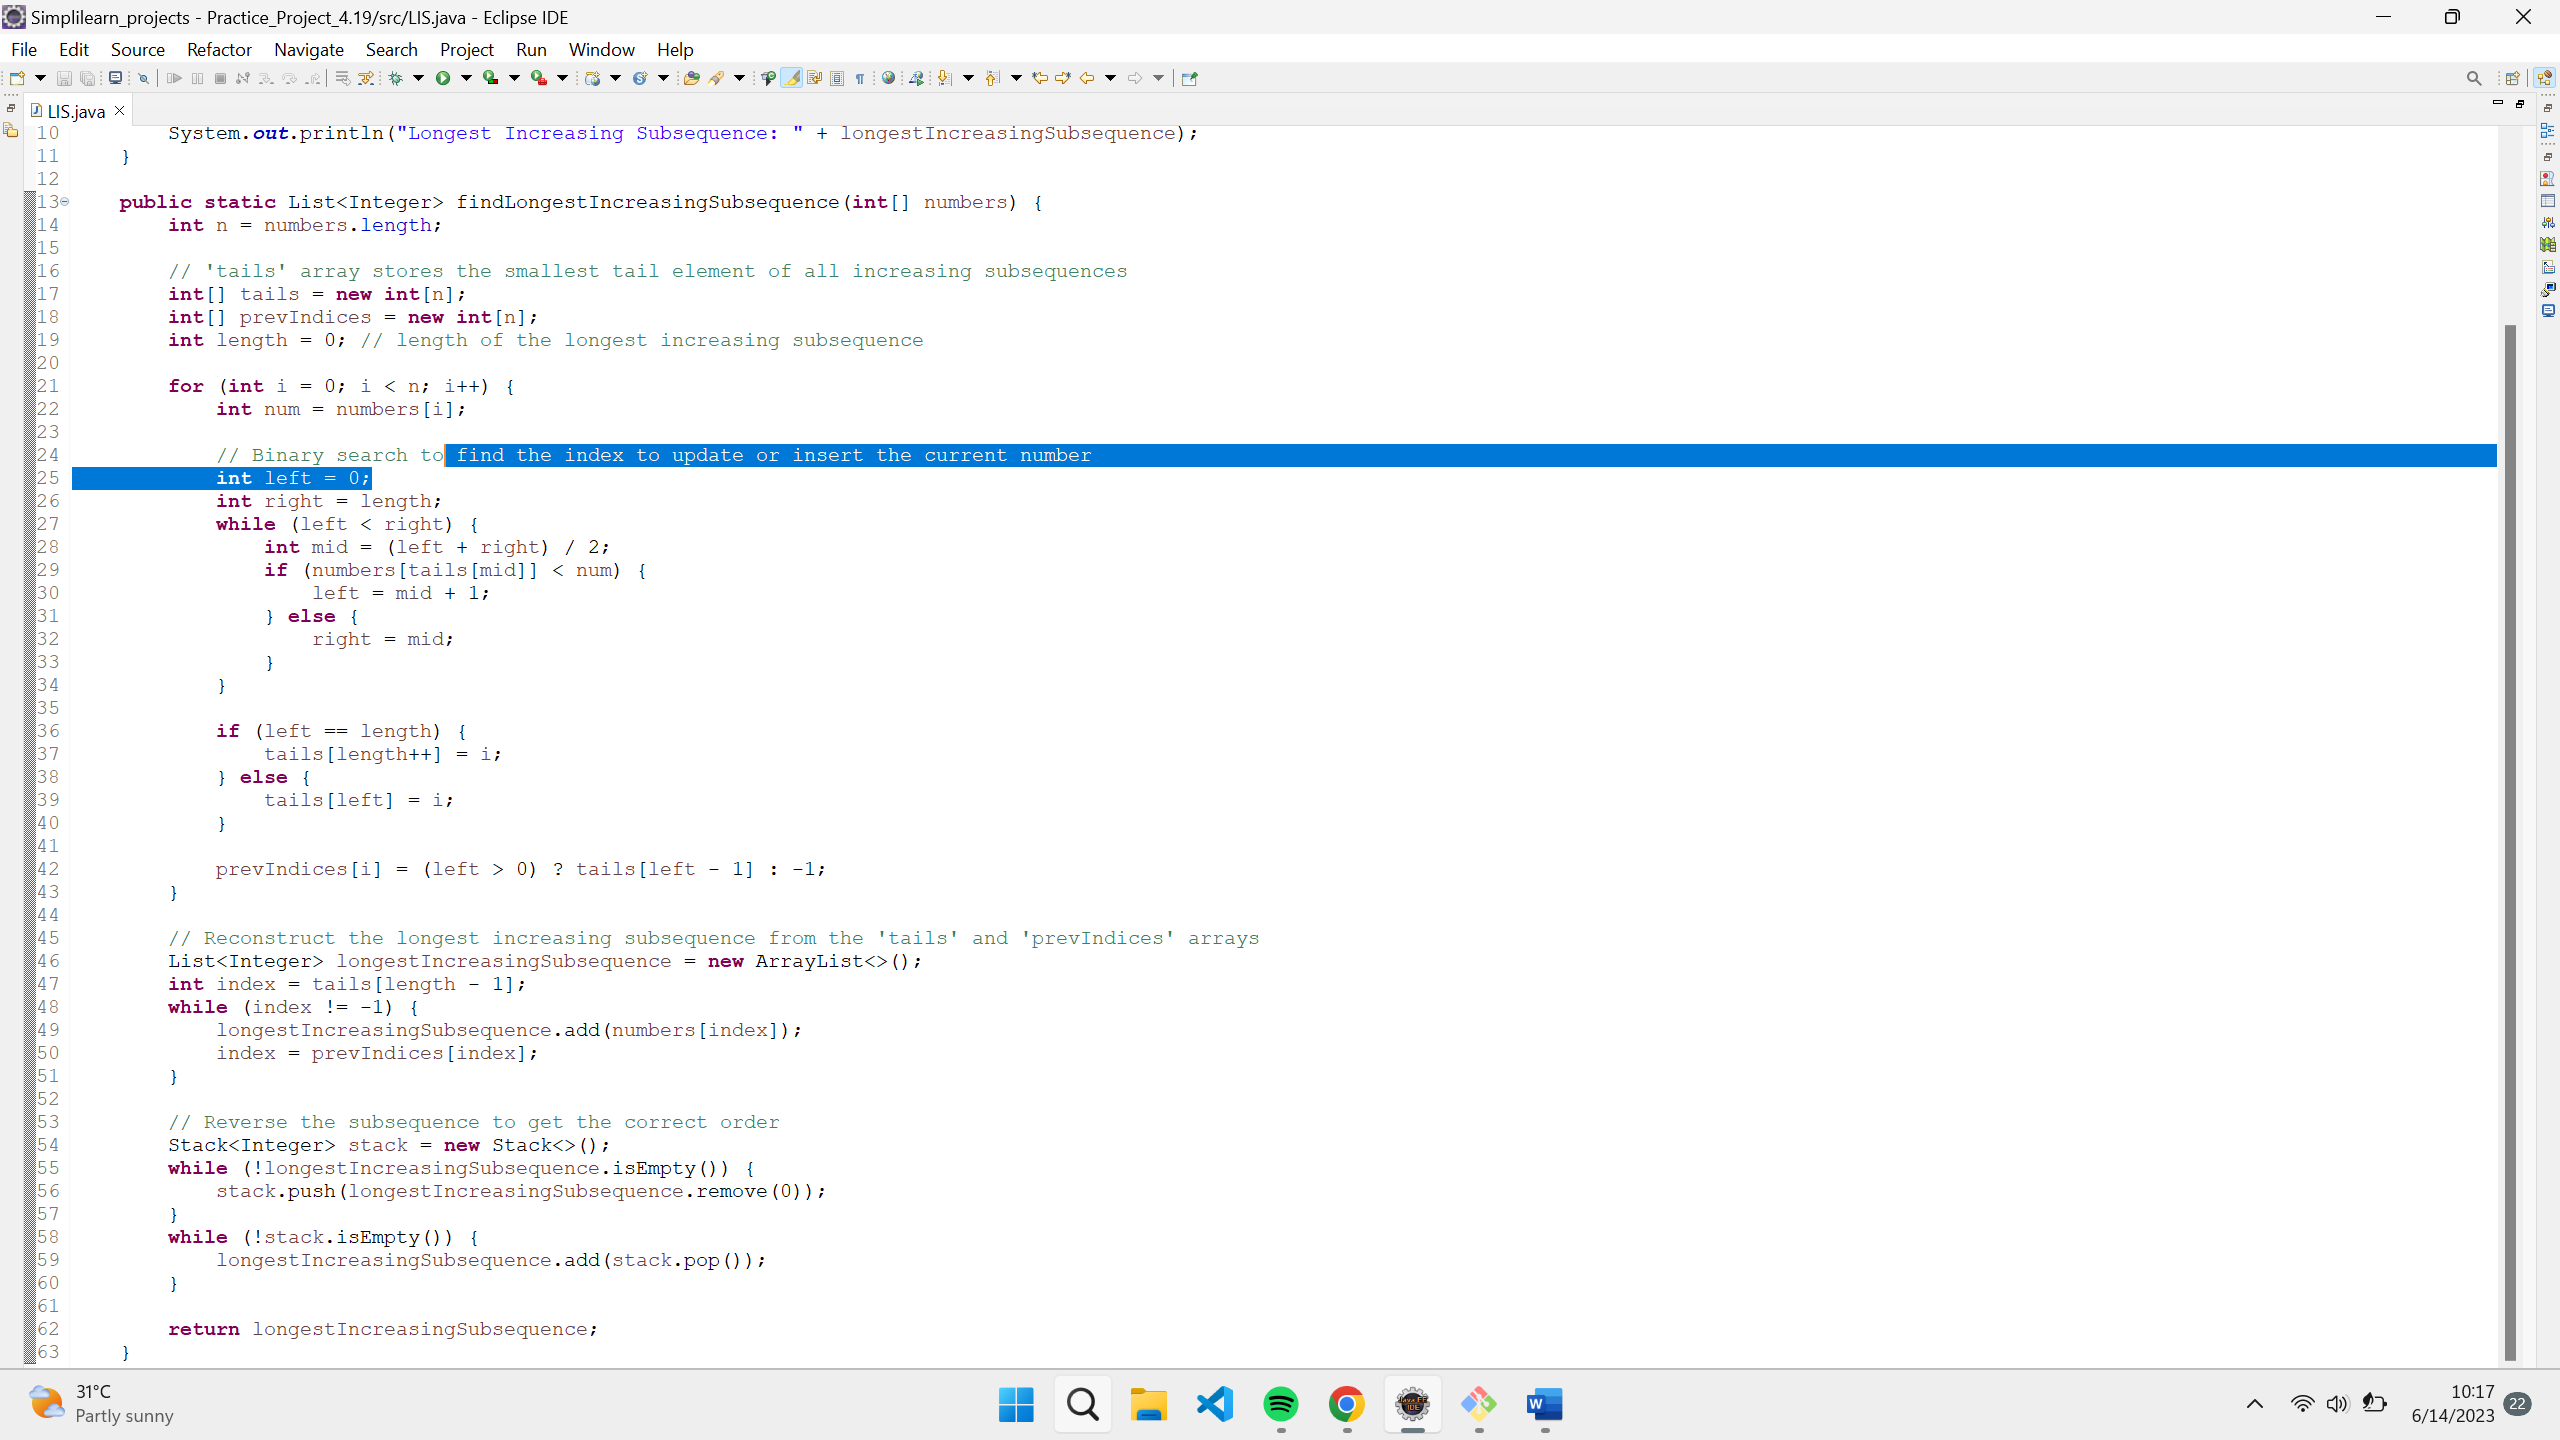 Simplilearn_projects - Practice_Project_4.19/src/LIS.java - Eclipse IDE
File Edit Source Refactor Navigate Search Project Run Window Help
LIS.java
10 System.out.println("Longest Increasing Subsequence: " + longestIncreasingSubsequence);
11 }
12
13 public static List<Integer> findLongestIncreasingSubsequence(int[] numbers) {
14 int n = numbers.length;
15
16 // 'tails' array stores the smallest tail element of all increasing subsequences
17 int[] tails = new int[n];
18 int[] prevIndices = new int[n];
19 int length = 0; // length of the longest increasing subsequence
20
21 for (int i = 0; i < n; i++) {
22 int num = numbers[i];
23
24 // Binary search to find the index to update or insert the current number
25 int left = 0;
26 int right = length;
27 while (left < right) {
28 int mid = (left + right) / 2;
29 if (numbers[tails[mid]] < num) {
30 left = mid + 1;
31 } else {
32 right = mid;
33 }
34 }
35
36 if (left == length) {
37 tails[length++] = i;
38 } else {
39 tails[left] = i;
40 }
41
42 prevIndices[i] = (left > 0) ? tails[left - 1] : -1;
43 }
44
45 // Reconstruct the longest increasing subsequence from the 'tails' and 'prevIndices' arrays
46 List<Integer> longestIncreasingSubsequence = new ArrayList<>();
47 int index = tails[length - 1];
48 while (index != -1) {
49 longestIncreasingSubsequence.add(numbers[index]);
50 index = prevIndices[index];
51 }
52
53 // Reverse the subsequence to get the correct order
54 Stack<Integer> stack = new Stack<>();
55 while (!longestIncreasingSubsequence.isEmpty()) {
56 stack.push(longestIncreasingSubsequence.remove(0));
57 }
58 while (!stack.isEmpty()) {
59 longestIncreasingSubsequence.add(stack.pop());
60 }
61
62 return longestIncreasingSubsequence;
63 }
31°C
Partly sunny
10:17
6/14/2023
22